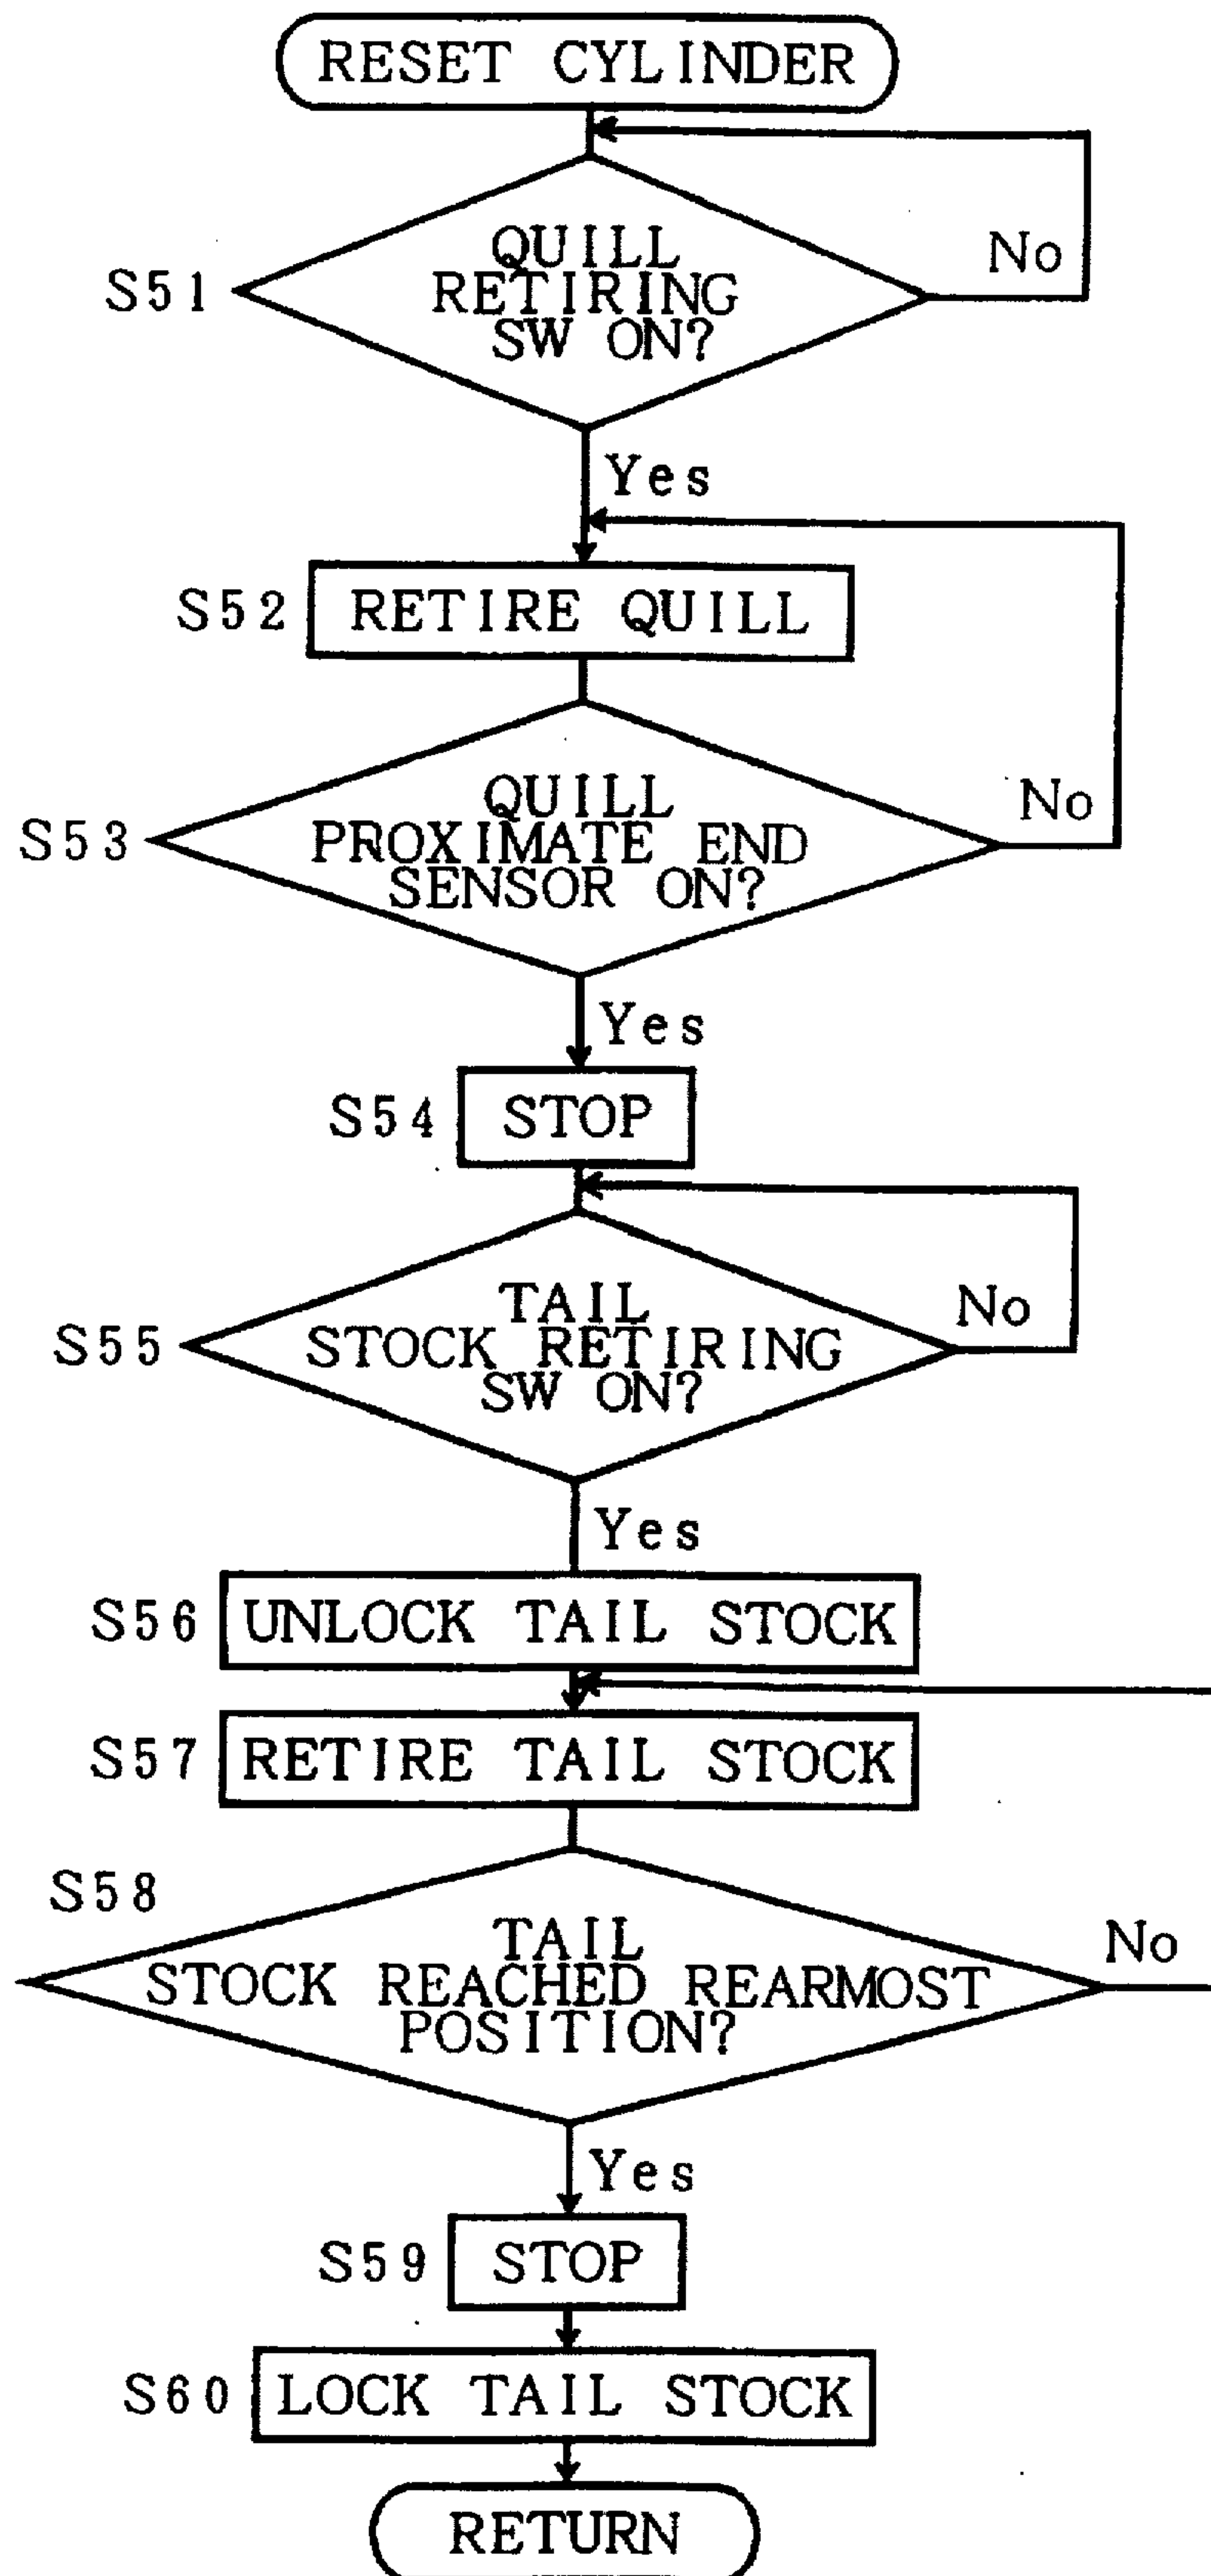 RESET CYLINDER
QUILL
RETIRING
SW ON?
S51
No
Yes
S52
RETIRE QUILL
QUILL
PROXIMATE END
SENSOR ON?
S53
No
Yes
S54
STOP
TAIL
STOCK RETIRING
SW ON?
S55
No
Yes
S56
UNLOCK TAIL STOCK
S57
RETIRE TAIL STOCK
S58
TAIL
STOCK REACHED REARMOST
POSITION?
No
Yes
S59
STOP
S60
LOCK TAIL STOCK
RETURN